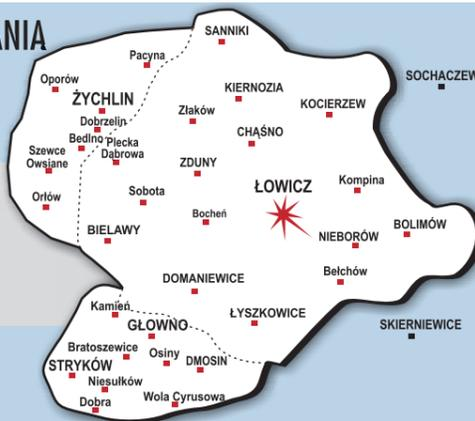 ANIA
SANNIKI
Pacyna
Oporów
SOCHACZEW
ŻYCHLIN
KIERNOZIA
KOCIERZEW
Złaków
Dobrzelin
CHĄŚNO
Bedlno
Plecka
Dąbrowa
Szewce
Owsiane
ZDUNY
ŁOWICZ
Kompina
Orłów
Sobota
Bocheń
BOLIMÓW
BIELAWY
NIEBORÓW
Bełchów
DOMANIEWICE
Kamień
ŁYSZKOWICE
GŁOWNO
SKIERNIEWICE
Bratoszewice
Osiny
DMOSIN
STRYKÓW
Niesułków
Dobra
Wola Cyrusowa